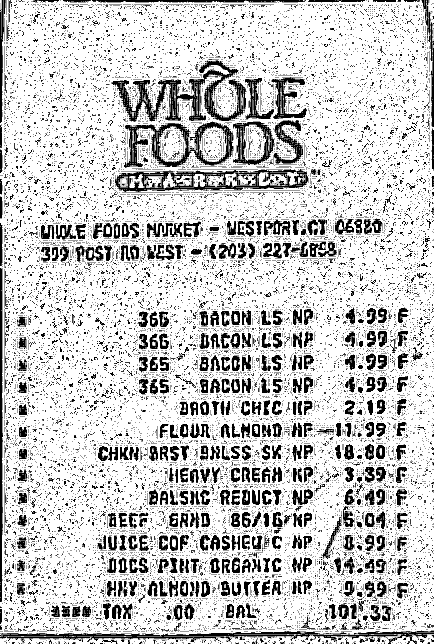 WHOLE
FOODS
MARKET
WHOLE FOODS MARKET - WESTPORT,CT 06880
399 POST RD WEST - (203) 227-6858
365 BACON LS NP 4.99 F
365 BACON LS NP 4.99 F
365 BACON LS NP 4.99 F
365 BACON LS NP 4.99 F
BROTH CHIC NP 2.19 F
FLOUR ALMOND NP 11.99 F
CHKN BRST BNLSS SK NP 18.80 F
HEAVY CREAM NP 3.39 F
BALSMC REDUCT NP 6.49 F
BEEF GRND 85/15 NP 5.04 F
JUICE COF CASHEW C NP 8.99 F
DOCS PINT ORGANIC NP 14.49 F
HNY ALMOND BUTTER NP 9.99 F
**** TAX .00 BAL 101.33